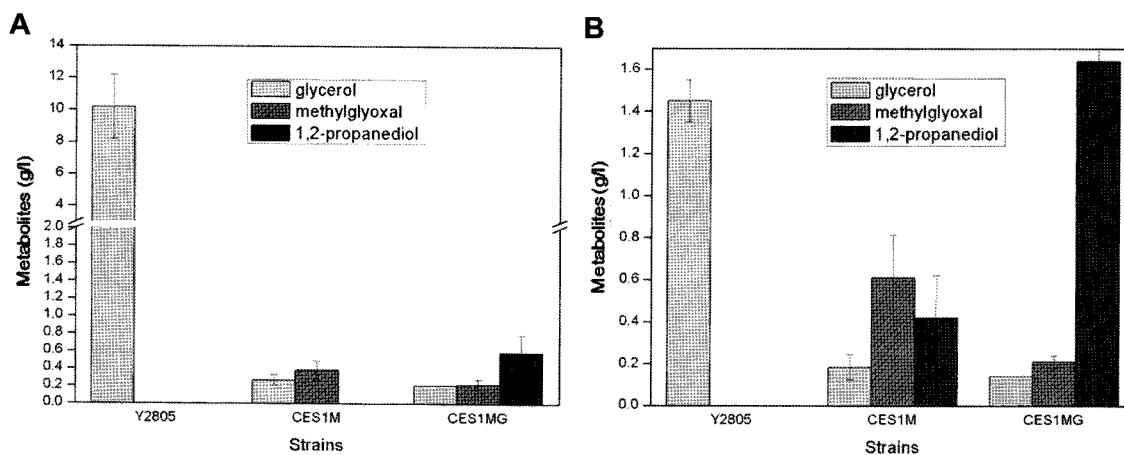 A
14
12
10
8
6
4
2.0
1.8
1.6
1.4
1.2
1.0
0.8
0.6
0.4
0.2
0.0
Metabolites (g/l)
glycerol
methylglyoxal
1,2-propanediol
Y2805 CES1M CES1MG
Strains
B
1.6
1.4
1.2
1.0
0.8
0.6
0.4
0.2
0.0
Metabolites (g/l)
glycerol
methylglyoxal
1,2-propanediol
Y2805 CES1M CES1MG
Strains